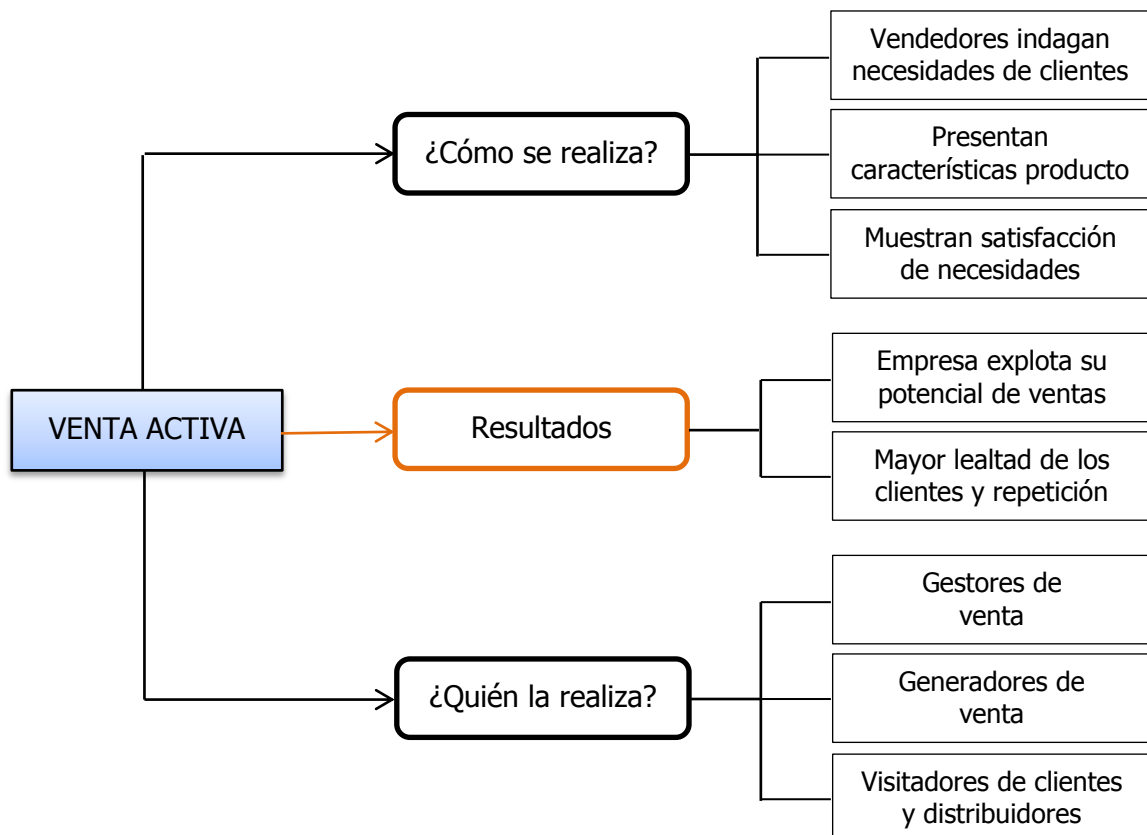 VENTA ACTIVA
¿Cómo se realiza?
Vendedores indagan
necesidades de clientes
Presentan
características producto
Muestran satisfacción
de necesidades
Resultados
Empresa explota su
potencial de ventas
Mayor lealtad de los
clientes y repetición
¿Quién la realiza?
Gestores de
venta
Generadores de
venta
Visitadores de clientes
y distribuidores